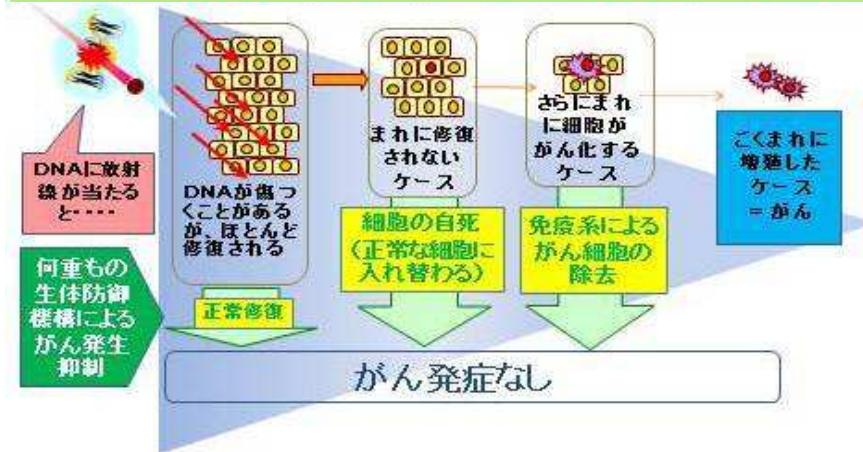 DNAに放射
線が当たる
と・・・・
何重もの
生体防御
機構による
がん発生
抑制
DNAが傷つ
くことがある
が、ほとんど
修復される
正常修復
まれに修復
されない
ケース
細胞の自死
(正常な細胞に
入れ替わる)
さらにまれ
に細胞が
がん化する
ケース
免疫系による
がん細胞の
除去
ごくまれに
増殖した
ケース
=がん
がん発症なし